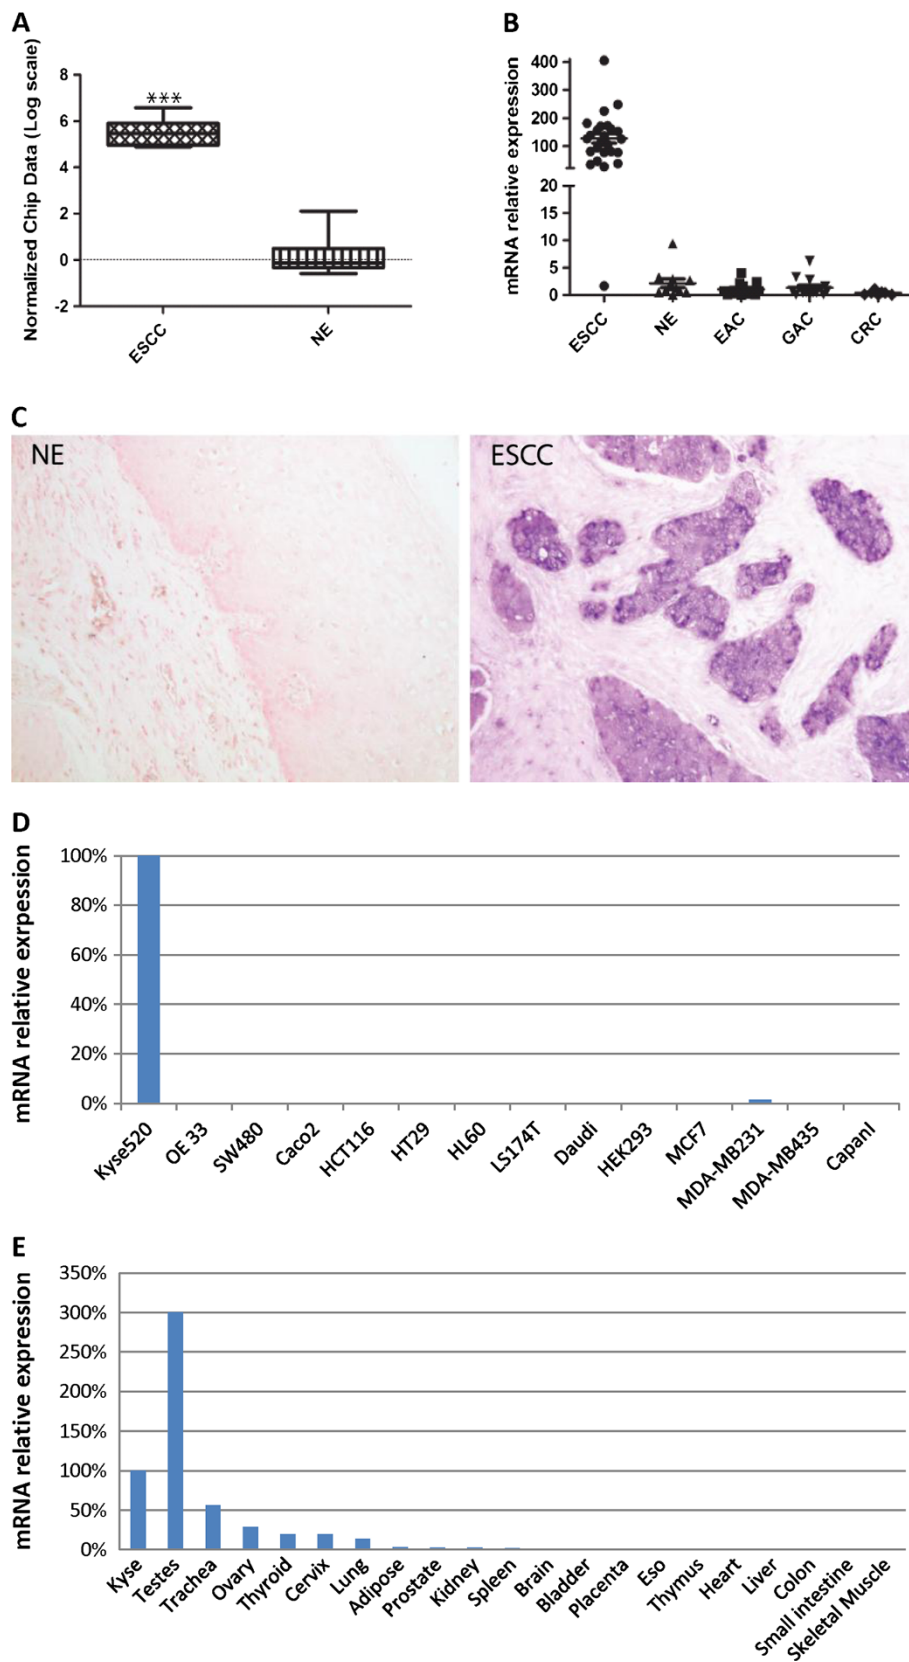 A
Normalized Chip Data (Log scale)
8
6
4
2
0
-2
***
ESCC
NE
B
mRNA relative expression
400
300
200
100
20
15
10
5
0
ESCC
NE
EAC
GAC
CRC
C
NE
ESCC
D
mRNA relative exrpession
100%
80%
60%
40%
20%
0%
Kyse520
OE 33
SW480
Caco2
HCT116
HT29
HL60
LS174T
Daudi
HEK293
MCF7
MDA-MB231
MDA-MB435
CapanI
E
mRNA relative expression
350%
300%
250%
200%
150%
100%
50%
0%
Kyse
Testes
Trachea
Ovary
Thyroid
Cervix
Lung
Adipose
Prostate
Kidney
Spleen
Brain
Bladder
Placenta
Eso
Thymus
Heart
Liver
Colon
Small intestine
Skeletal Muscle